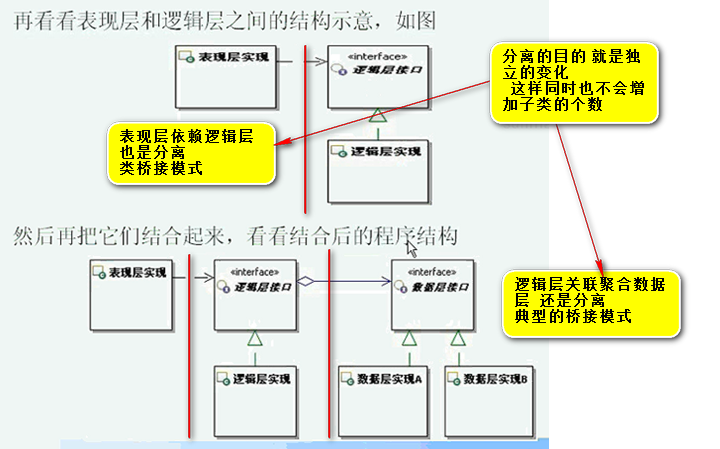 再看看表现层和逻辑层之间的结构示意，如图
表现层实现
«interface»
逻辑层接口
逻辑层实现
分离的目的 就是独
立的变化
这样同时也不会增
加子类的个数
表现层依赖逻辑层
也是分离
类桥接模式
然后再把它们结合起来，看看结合后的程序结构
表现层实现
«interface»
逻辑层接口
«interface»
数据层接口
逻辑层实现
数据层实现A
数据层实现B
逻辑层关联聚合数据
层 还是分离
典型的桥接模式